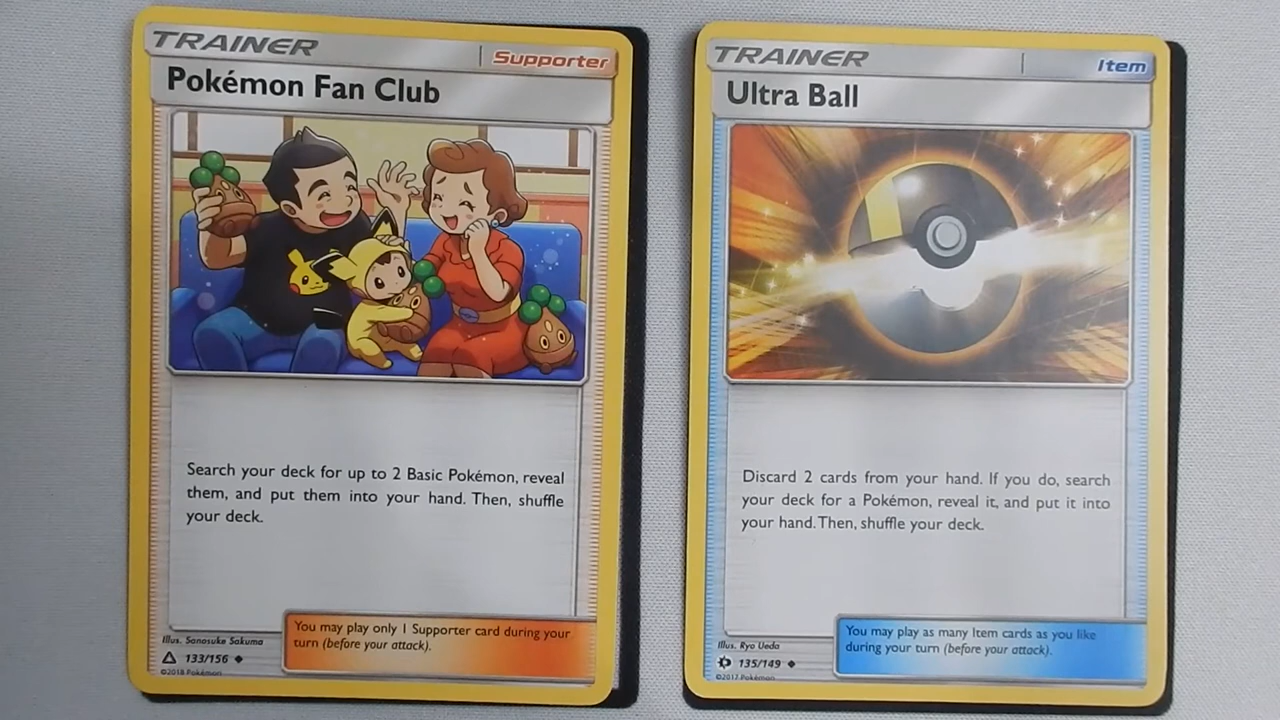 TRAINER
Supporter
Pokémon Fan Club
Search your deck for up to 2 Basic Pokémon, reveal
them, and put them into your hand. Then, shuffle
your deck.
Illus. Sanosuke Sakuma
133/156
©2018 Pokémon
You may play only 1 Supporter card during your
turn (before your attack).
TRAINER
Item
Ultra Ball
Discard 2 cards from your hand. If you do, search
your deck for a Pokémon, reveal it, and put it into
your hand. Then, shuffle your deck.
Illus. Ryo Ueda
135/149
©2017 Pokémon
You may play as many Item cards as you like
during your turn (before your attack).